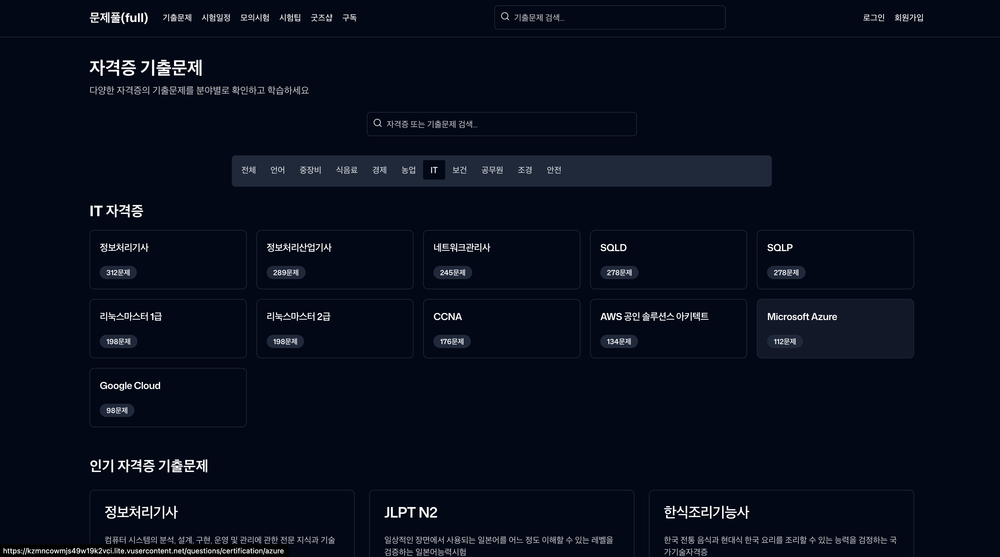 문제풀(full) 기출문제 시험일정 모의시험 시험팁 굿즈샵 구독 기출문제 검색... 로그인 회원가입
자격증 기출문제
다양한 자격증의 기출문제를 분야별로 확인하고 학습하세요
자격증 또는 기출문제 검색...
전체 언어 중장비 식음료 경제 농업 IT 보건 공무원 조경 안전
IT 자격증
정보처리기사
312문제
정보처리산업기사
289문제
네트워크관리사
245문제
SQLD
278문제
SQLP
278문제
리눅스마스터 1급
198문제
리눅스마스터 2급
198문제
CCNA
176문제
AWS 공인 솔루션스 아키텍트
134문제
Microsoft Azure
112문제
Google Cloud
98문제
인기 자격증 기출문제
정보처리기사
컴퓨터 시스템의 분석, 설계, 구현, 운영 및 관리에 관한 전문 지식과 기술
JLPT N2
일상적인 장면에서 사용되는 일본어를 어느 정도 이해할 수 있는 레벨을
검증하는 일본어능력시험
한식조리기능사
한국 전통 음식과 현대식 한국 요리를 조리할 수 있는 능력을 검정하는 국
가기술자격증
https://kzmncowmjs49w19k2vci.lite.vusercontent.net/questions/certification/azure